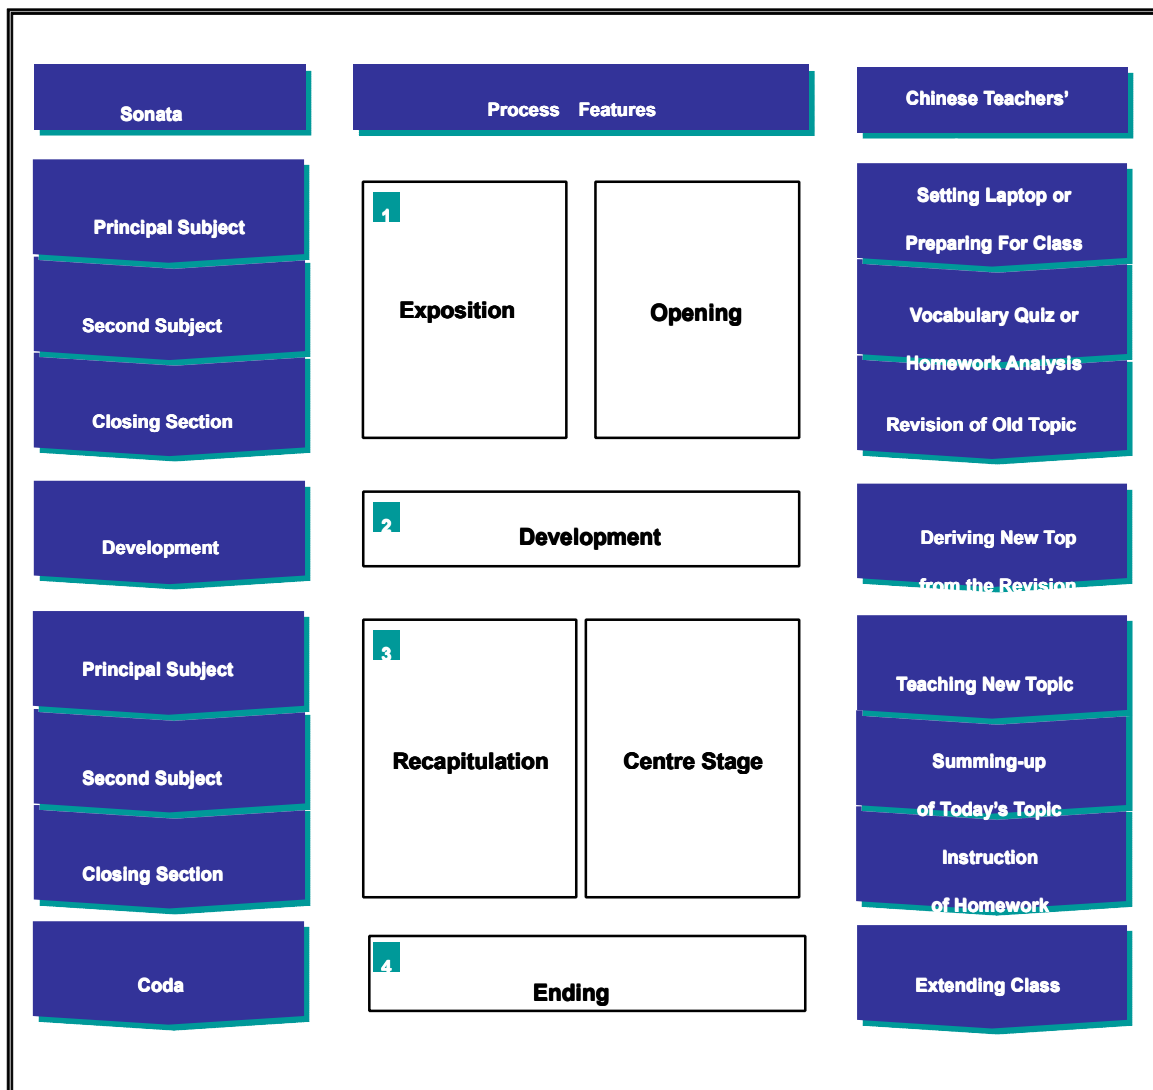 Sonata
Process Features
Chinese Teachers’
Principal Subject
Second Subject
Closing Section
1
Exposition
Opening
Setting Laptop or
Preparing For Class
Vocabulary Quiz or
Homework Analysis
Revision of Old Topic
Development
2
Development
Deriving New Top
from the Revision
Principal Subject
Second Subject
Closing Section
3
Recapitulation
Centre Stage
Teaching New Topic
Summing-up
of Today’s Topic
Instruction
of Homework
Coda
4
Ending
Extending Class